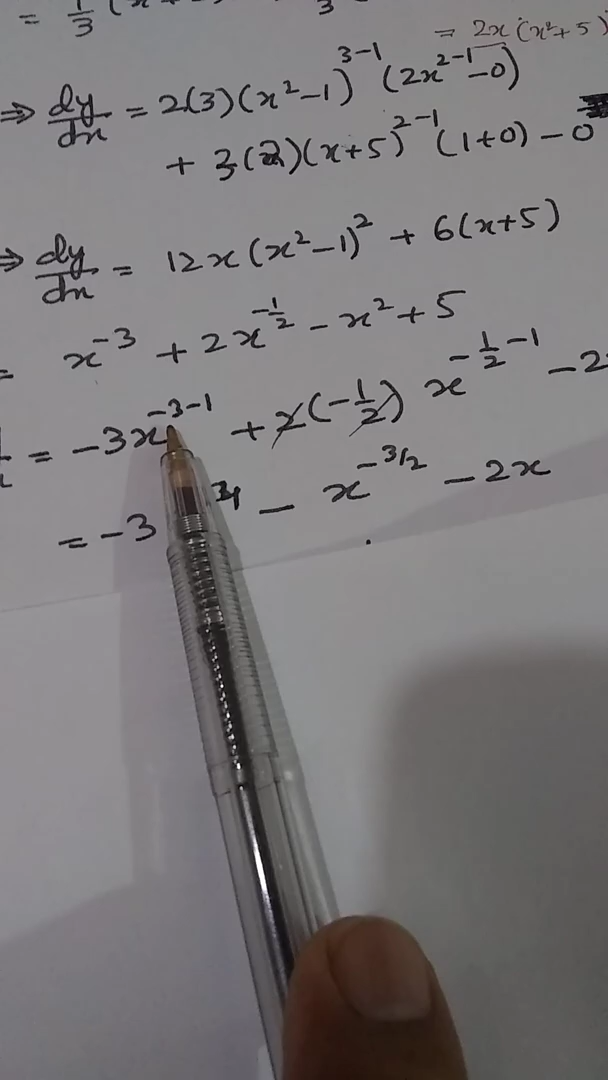 = 1/3 (x
= 2x (x²+5)
⇒ dy/dx = 2(3)(x²-1)^3-1 (2x^2-1 -0)
+ 3(2)(x+5)^2-1 (1+0) - 0
⇒ dy/dx = 12x(x²-1)² + 6(x+5)
= x^-3 + 2x^-1/2 - x² + 5
= -3x^-3-1 + 2(-1/2) x^-1/2-1 - 2
= -3 - x^-3/2 - 2x